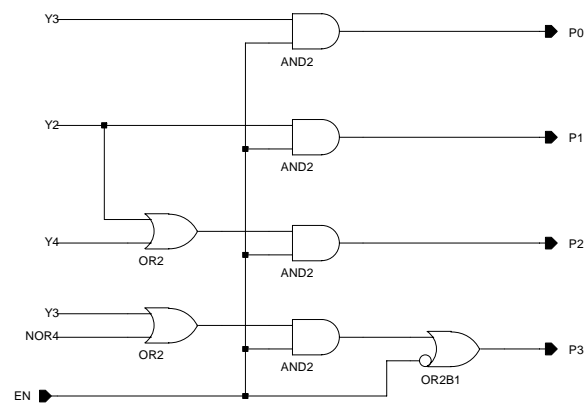 Y3
P0
AND2
Y2
P1
AND2
Y4
P2
OR2
AND2
Y3
NOR4
P3
OR2
AND2
OR2B1
EN